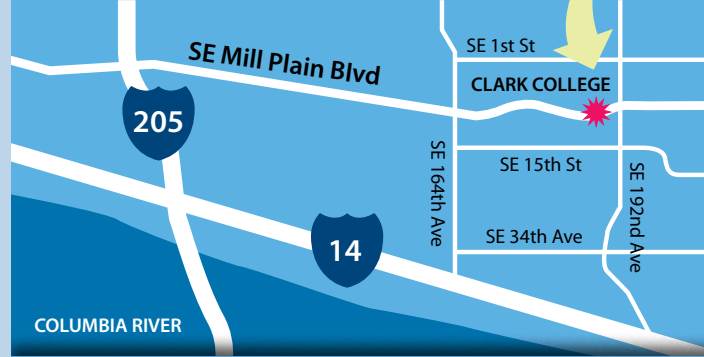 SE 1st St
SE Mill Plain Blvd
CLARK COLLEGE
205
SE 164th Ave
SE 15th St
SE 192nd Ave
SE 34th Ave
14
COLUMBIA RIVER